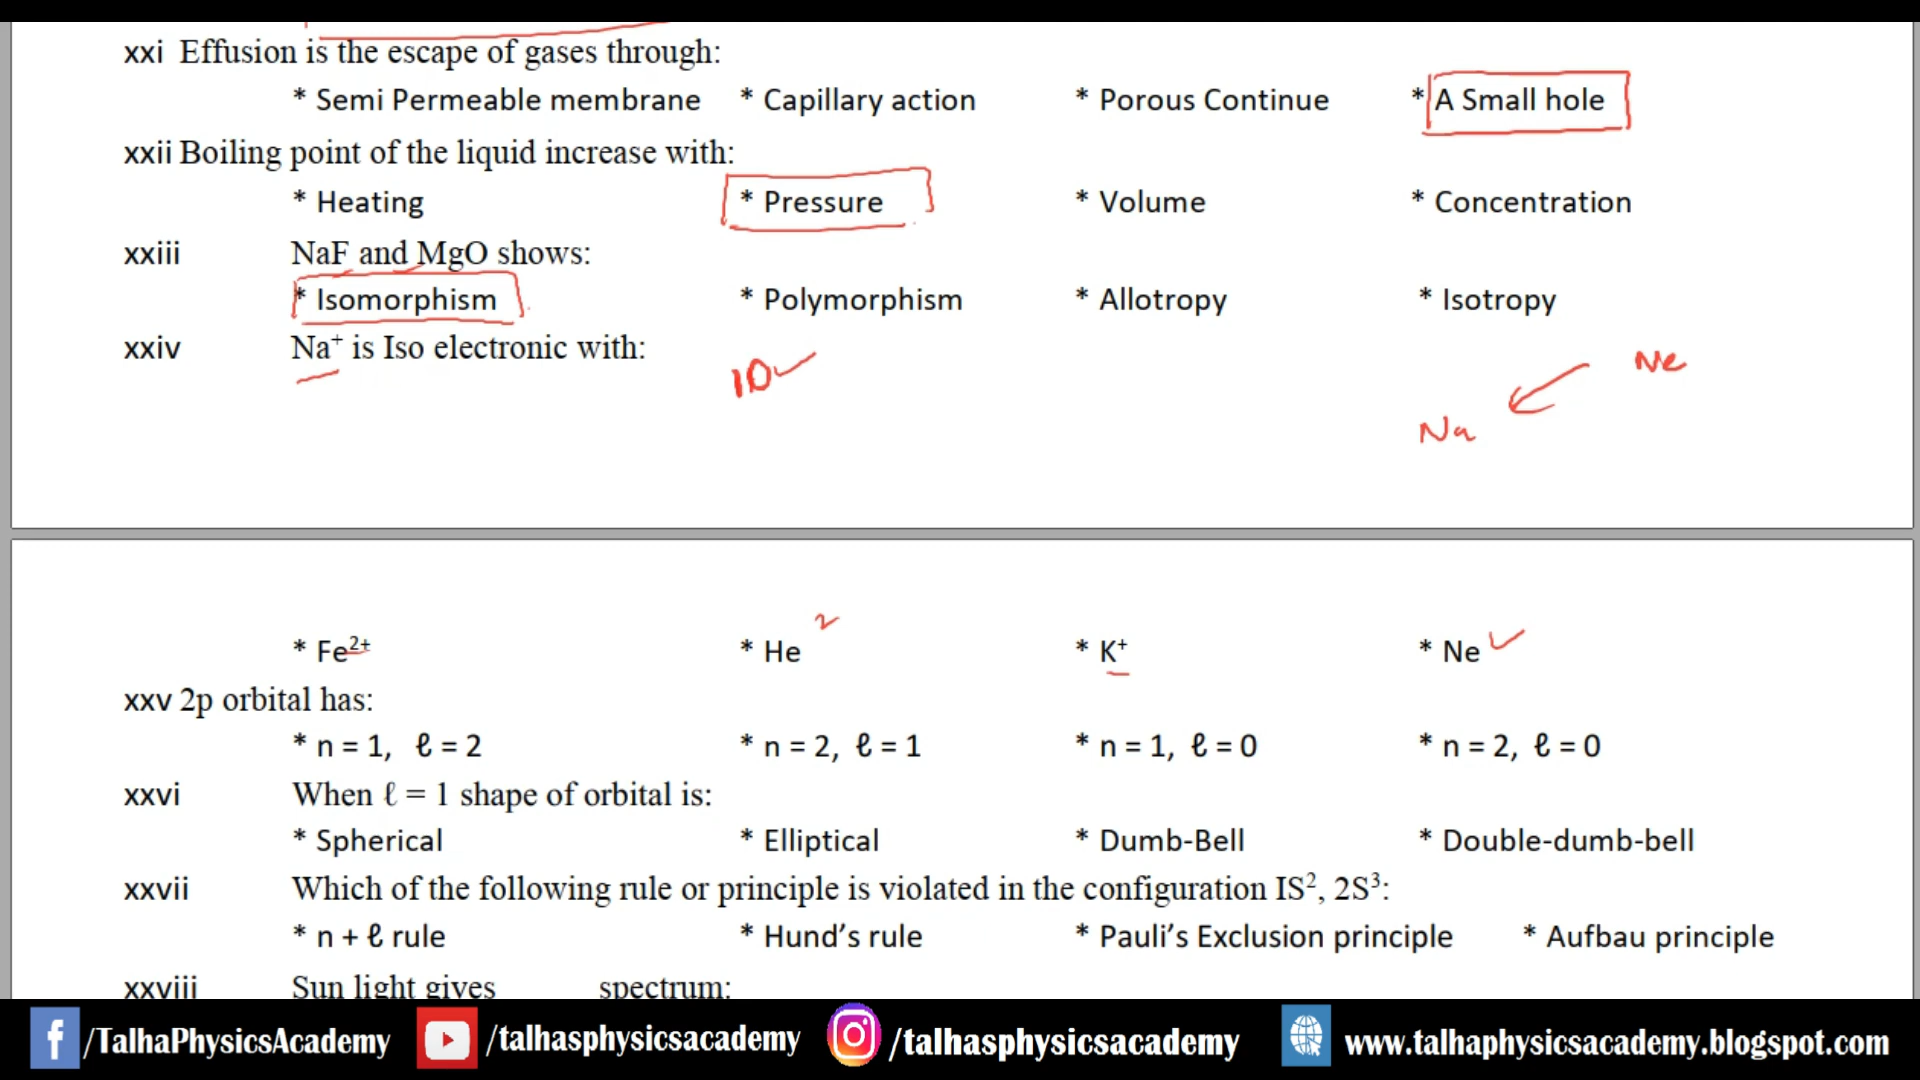 xxi Effusion is the escape of gases through:
* Semi Permeable membrane * Capillary action * Porous Continue * A Small hole
xxii Boiling point of the liquid increase with:
* Heating * Pressure * Volume * Concentration
xxiii NaF and MgO shows:
* Isomorphism * Polymorphism * Allotropy * Isotropy
xxiv Na⁺ is Iso electronic with:
10 Ne
Na
2
* Fe²⁺ * He * K⁺ * Ne
xxv 2p orbital has:
* n = 1, ℓ = 2 * n = 2, ℓ = 1 * n = 1, ℓ = 0 * n = 2, ℓ = 0
xxvi When ℓ = 1 shape of orbital is:
* Spherical * Elliptical * Dumb-Bell * Double-dumb-bell
xxvii Which of the following rule or principle is violated in the configuration IS², 2S³:
* n + ℓ rule * Hund’s rule * Pauli’s Exclusion principle * Aufbau principle
xxviii Sun light gives spectrum:
/TalhaPhysicsAcademy /talhasphysicsacademy /talhasphysicsacademy www.talhaphysicsacademy.blogspot.com